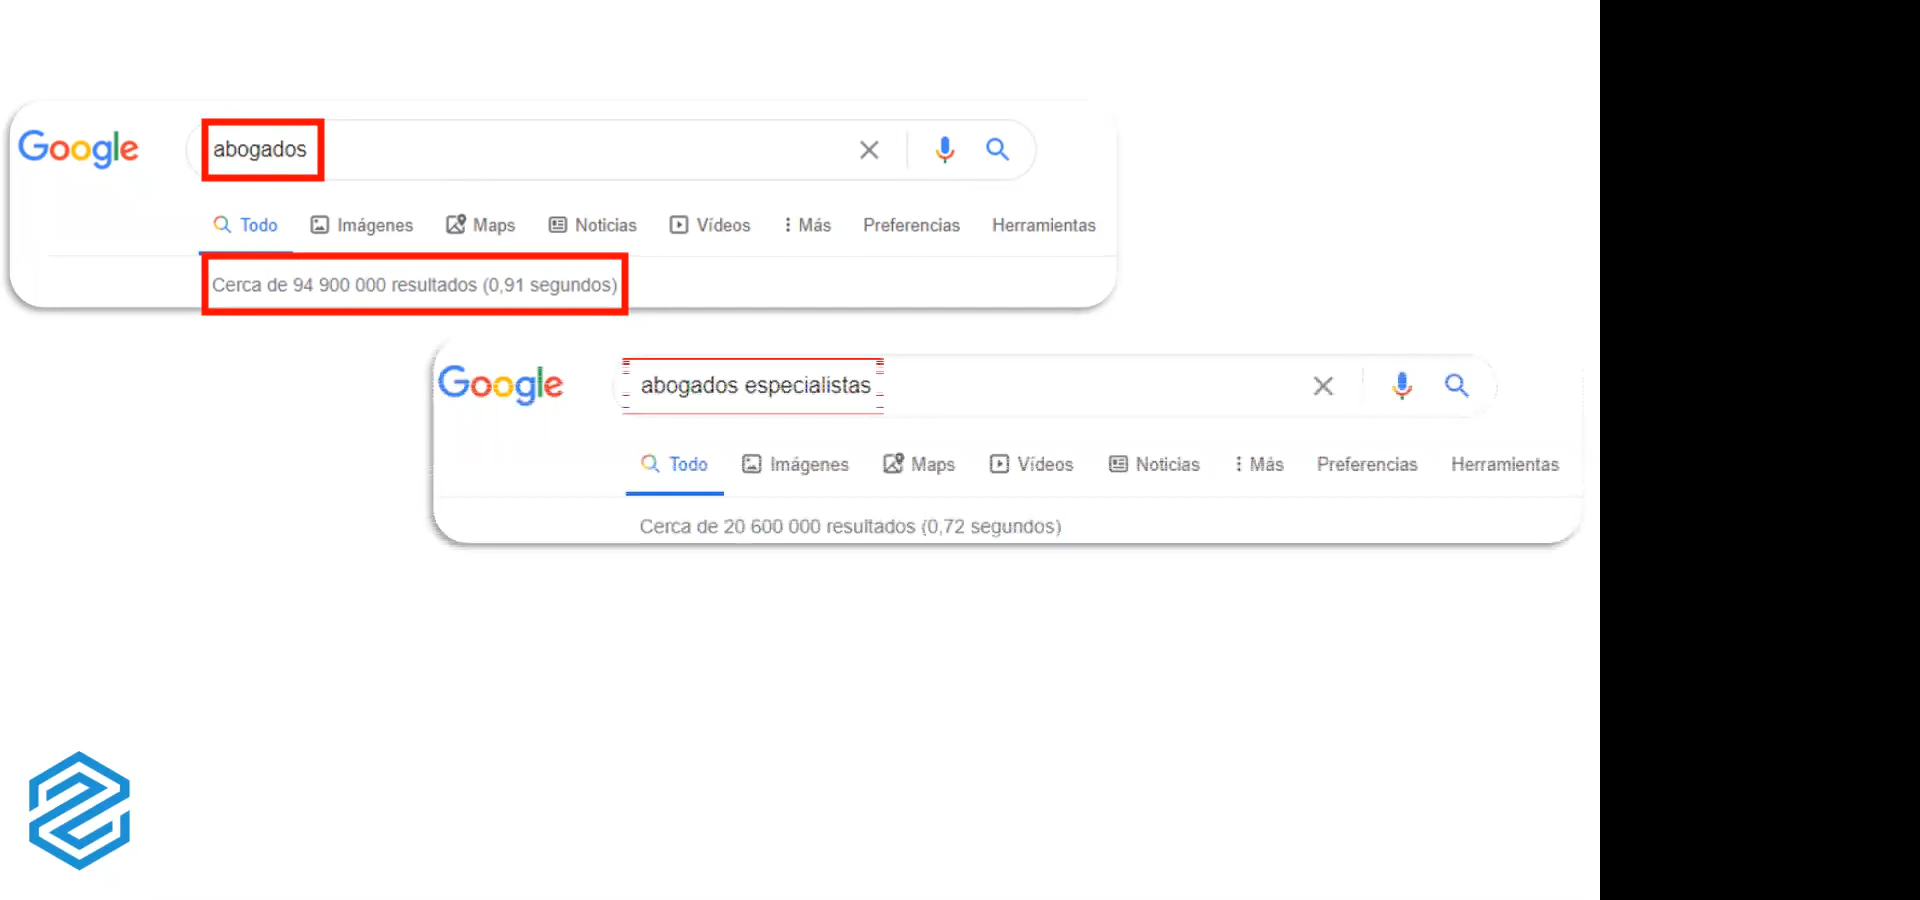 Google abogados
Todo Imágenes Maps Noticias Vídeos Más Preferencias Herramientas
Cerca de 94 900 000 resultados (0,91 segundos)
Google abogados especialistas
Todo Imágenes Maps Vídeos Noticias Más Preferencias Herramientas
Cerca de 20 600 000 resultados (0,72 segundos)